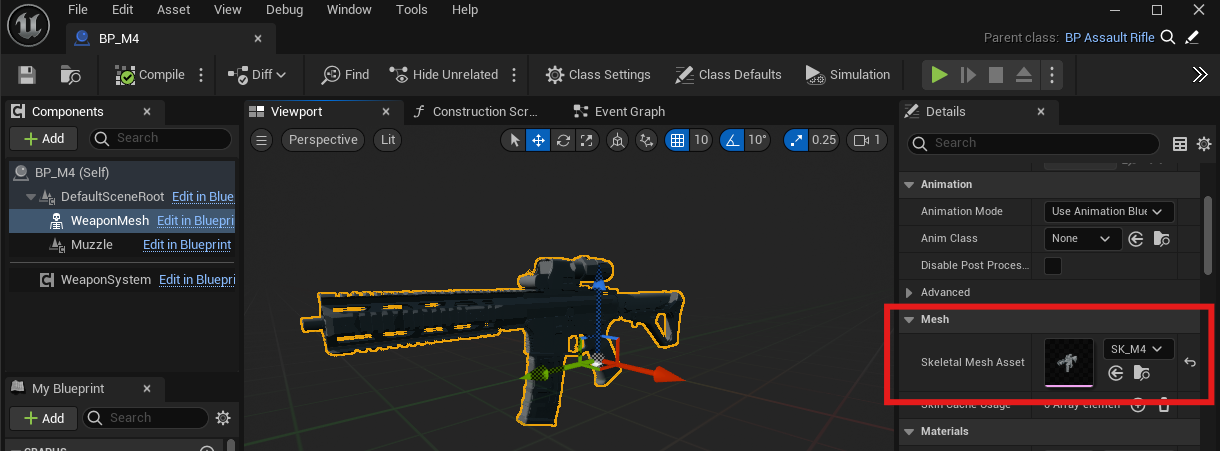 File Edit Asset View Debug Window Tools Help
BP_M4
Parent class: BP Assault Rifle
Compile Diff Find Hide Unrelated Class Settings Class Defaults Simulation
Components
Add Search
BP_M4 (Self)
DefaultSceneRoot Edit in Blue
WeaponMesh Edit in Bluepri
Muzzle Edit in Blueprint
WeaponSystem Edit in Bluepri
My Blueprint
Add Search
Viewport Construction Scr... Event Graph
Perspective Lit 10 10° 0.25 1
Details
Search
Animation
Animation Mode Use Animation Blue
Anim Class None
Disable Post Proces...
Advanced
Mesh
Skeletal Mesh Asset SK_M4
Skin Cache Usage 0 Array elemen
Materials